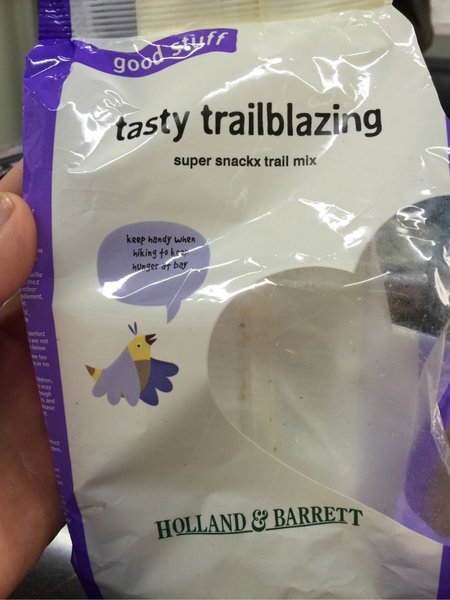 good stuff
tasty trailblazing
super snackx trail mix
keep handy when
hiking to keep
hunger at bay
HOLLAND & BARRETT